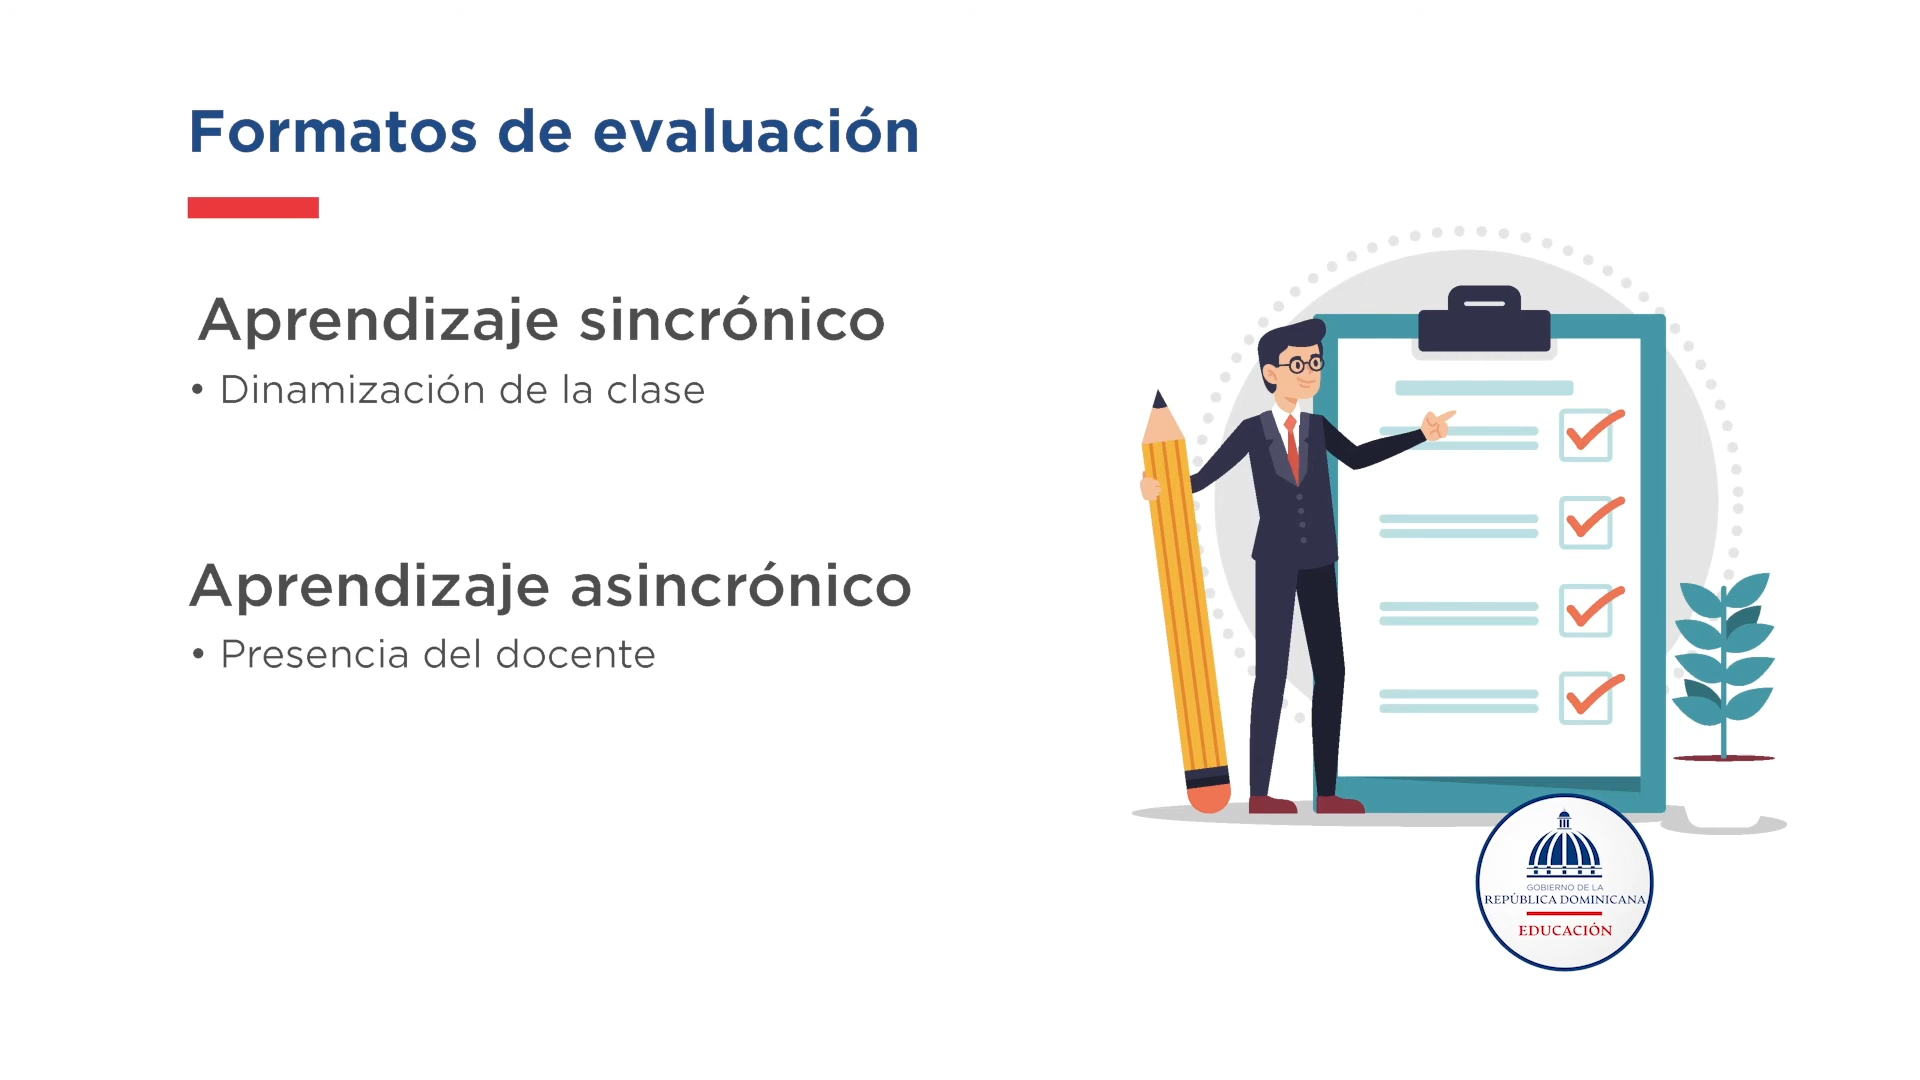 Formatos de evaluación
Aprendizaje sincrónico
• Dinamización de la clase
Aprendizaje asincrónico
• Presencia del docente
GOBIERNO DE LA
REPÚBLICA DOMINICANA
EDUCACIÓN